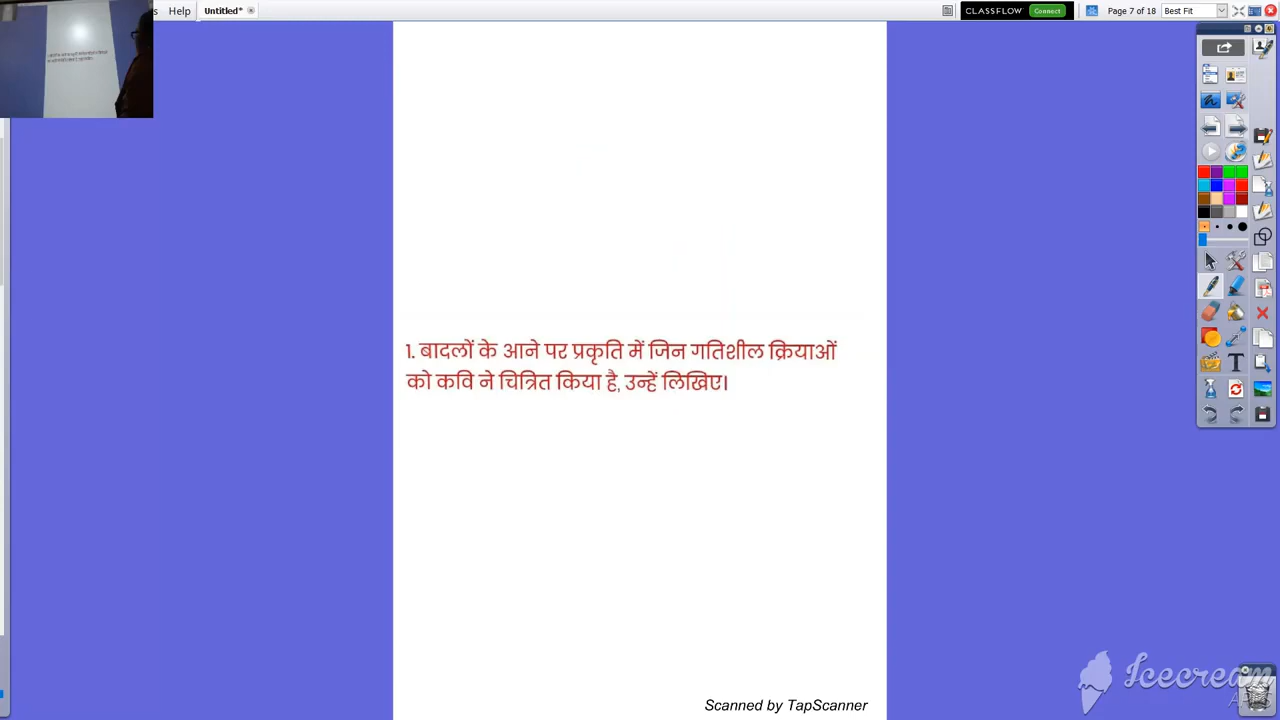 s Help Untitled*
CLASSFLOW Connect
Page 7 of 18 Best Fit
1. बादलों के आने पर प्रकृति में जिन गतिशील क्रियाओं
को कवि ने चित्रित किया है, उन्हें लिखिए।
Scanned by TapScanner
Icecream
APPS